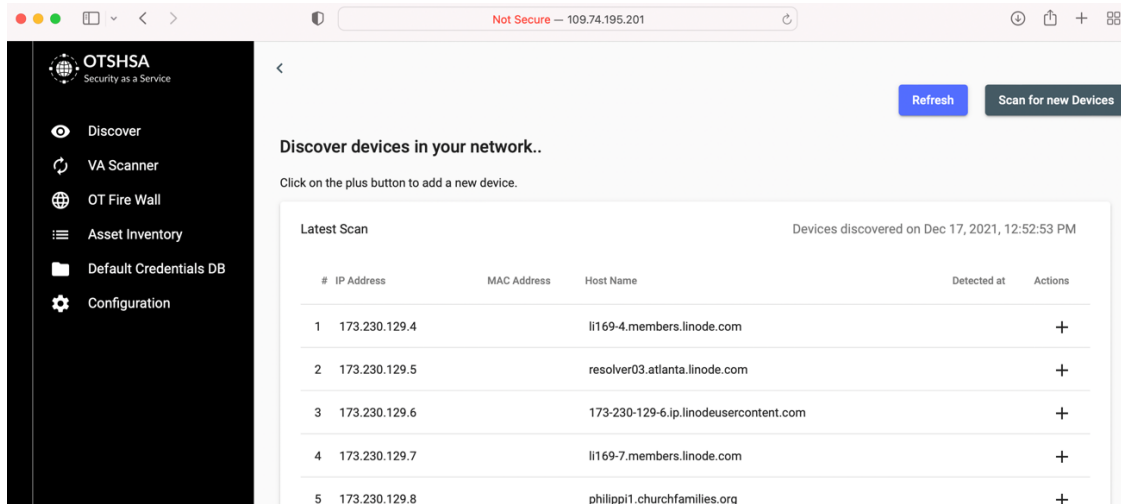 Not Secure — 109.74.195.201
OTSHSA
Security as a Service
Discover
VA Scanner
OT Fire Wall
Asset Inventory
Default Credentials DB
Configuration
Refresh
Scan for new Devices
Discover devices in your network..
Click on the plus button to add a new device.
Latest Scan
Devices discovered on Dec 17, 2021, 12:52:53 PM
# IP Address MAC Address Host Name Detected at Actions
1 173.230.129.4 li169-4.members.linode.com +
2 173.230.129.5 resolver03.atlanta.linode.com +
3 173.230.129.6 173-230-129-6.ip.linodeusercontent.com +
4 173.230.129.7 li169-7.members.linode.com +
5 173.230.129.8 philippi1.churchfamilies.org +